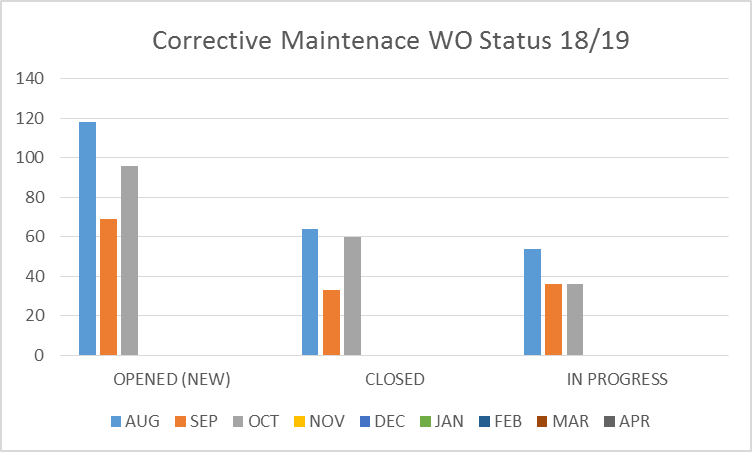 Corrective Maintenace WO Status 18/19
140
120
100
80
60
40
20
0
OPENED (NEW) CLOSED IN PROGRESS
AUG SEP OCT NOV DEC JAN FEB MAR APR